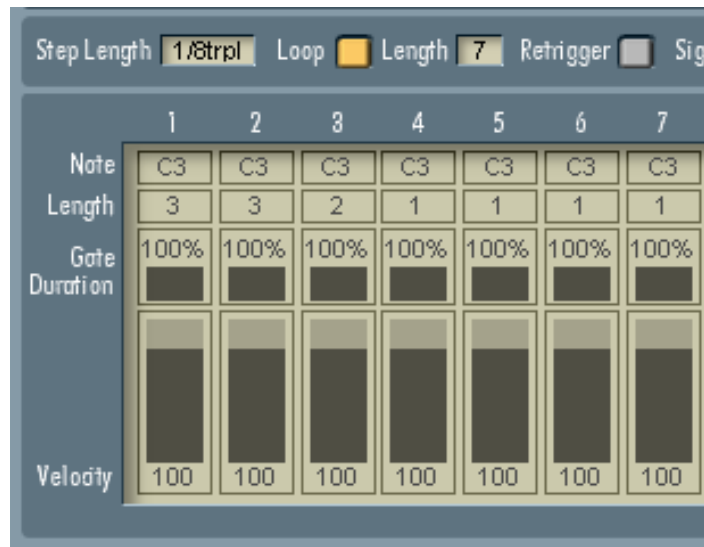 Step Length 1/8trpl Loop Length 7 Retrigger Sig
1 2 3 4 5 6 7
Note C3 C3 C3 C3 C3 C3 C3
Length 3 3 2 1 1 1 1
Gate Duration 100% 100% 100% 100% 100% 100% 100%
Velocity 100 100 100 100 100 100 100